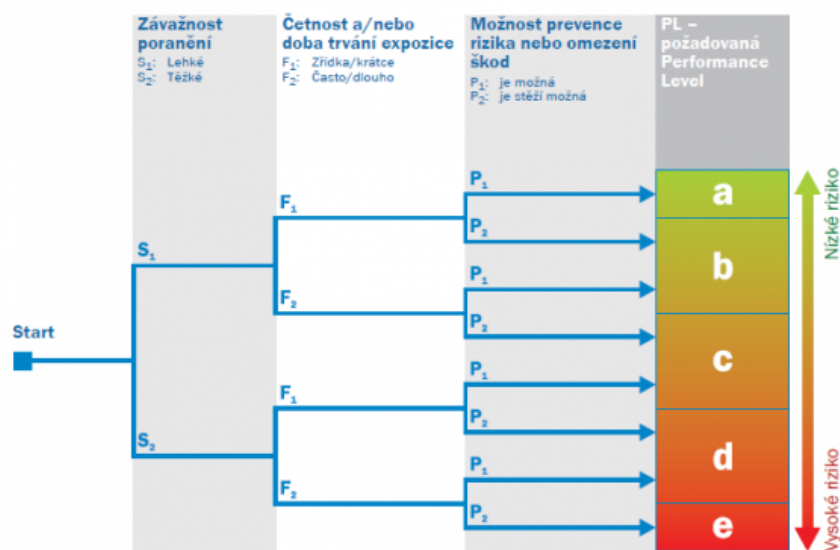 Závažnost
poranění
S1: Lehké
S2: Těžké
Četnost a/nebo
doba trvání expozice
F1: Zřídka/krátce
F2: Často/dlouho
Možnost prevence
rizika nebo omezení
škod
P1: je možná
P2: je stěží možná
PL –
požadovaná
Performance
Level
Start
S1
S2
F1
F2
F1
F2
P1
P2
P1
P2
P1
P2
P1
P2
a
b
c
d
e
Nízké riziko
Vysoké riziko